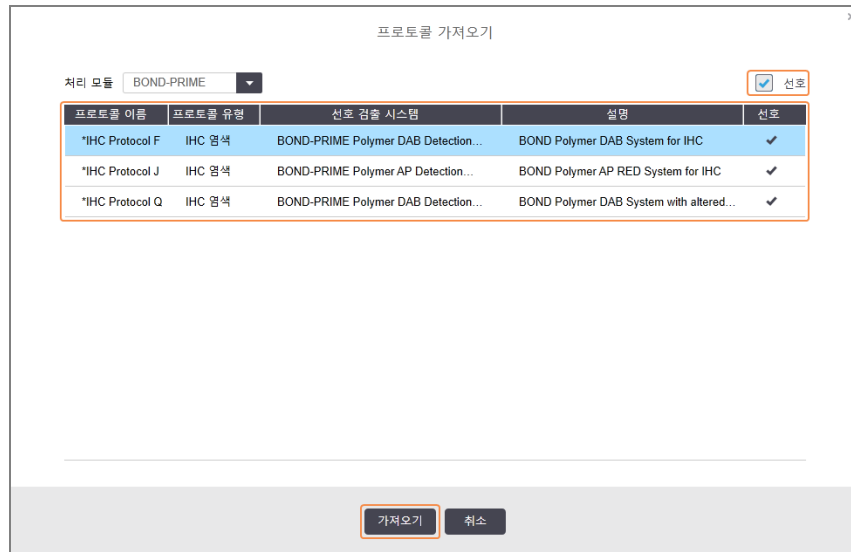 프로토콜 가져오기
처리 모듈 BOND-PRIME 선호
프로토콜 이름 프로토콜 유형 선호 검출 시스템 설명 선호
*IHC Protocol F IHC 염색 BOND-PRIME Polymer DAB Detection... BOND Polymer DAB System for IHC ✔
*IHC Protocol J IHC 염색 BOND-PRIME Polymer AP Detection... BOND Polymer AP RED System for IHC ✔
*IHC Protocol Q IHC 염색 BOND-PRIME Polymer DAB Detection... BOND Polymer DAB System with altered... ✔
가져오기 취소